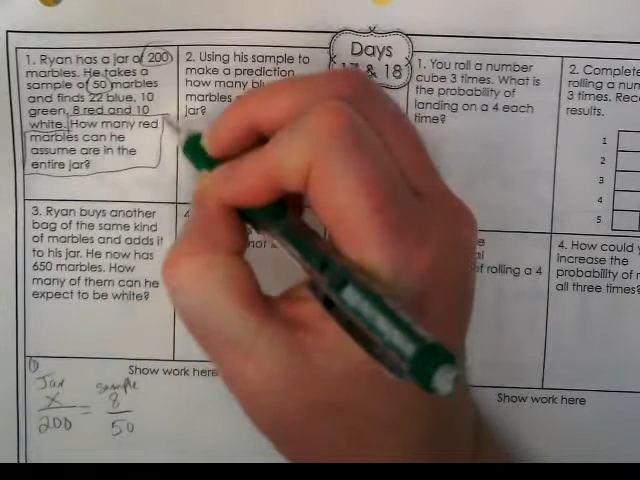 Days
17 & 18
1. Ryan has a jar of 200
marbles. He takes a
sample of 50 marbles
and finds 22 blue, 10
green, 8 red and 10
white. How many red
marbles can he
assume are in the
entire jar?
2. Using his sample to
make a prediction
how many
marbles
jar?
1. You roll a number
cube 3 times. What is
the probability of
landing on a 4 each
time?
2. Complete
rolling a
3 times.
results.
1
2
3
4
5
3. Ryan buys another
bag of the same kind
of marbles and adds it
to his jar. He now has
650 marbles. How
many of them can he
expect to be white?
4
not
of rolling a 4
4. How could
increase the
probability of
all three times?
Show work here
Show work here
1
Jar sample
x/200 = 8/50